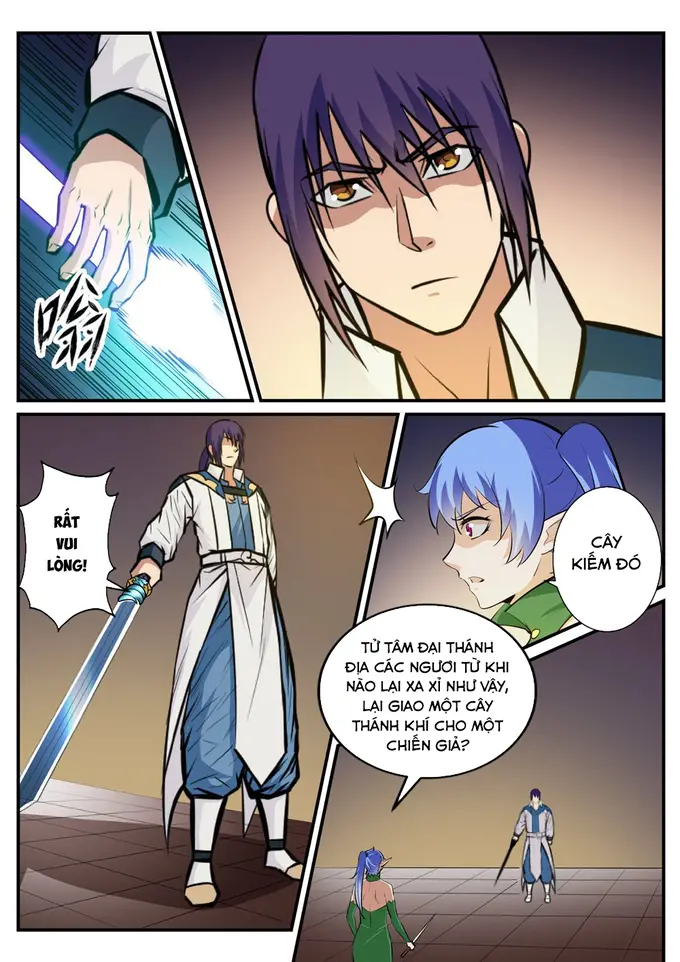 RẤT
VUI
LÒNG!
CÂY
KIẾM ĐÓ
TỬ TÂM ĐẠI THÁNH
ĐỊA CÁC NGƯƠI TỪ KHI
NÀO LẠI XA XỈ NHƯ VẬY,
LẠI GIAO MỘT CÂY
THÁNH KHÍ CHO MỘT
CHIẾN GIẢ?